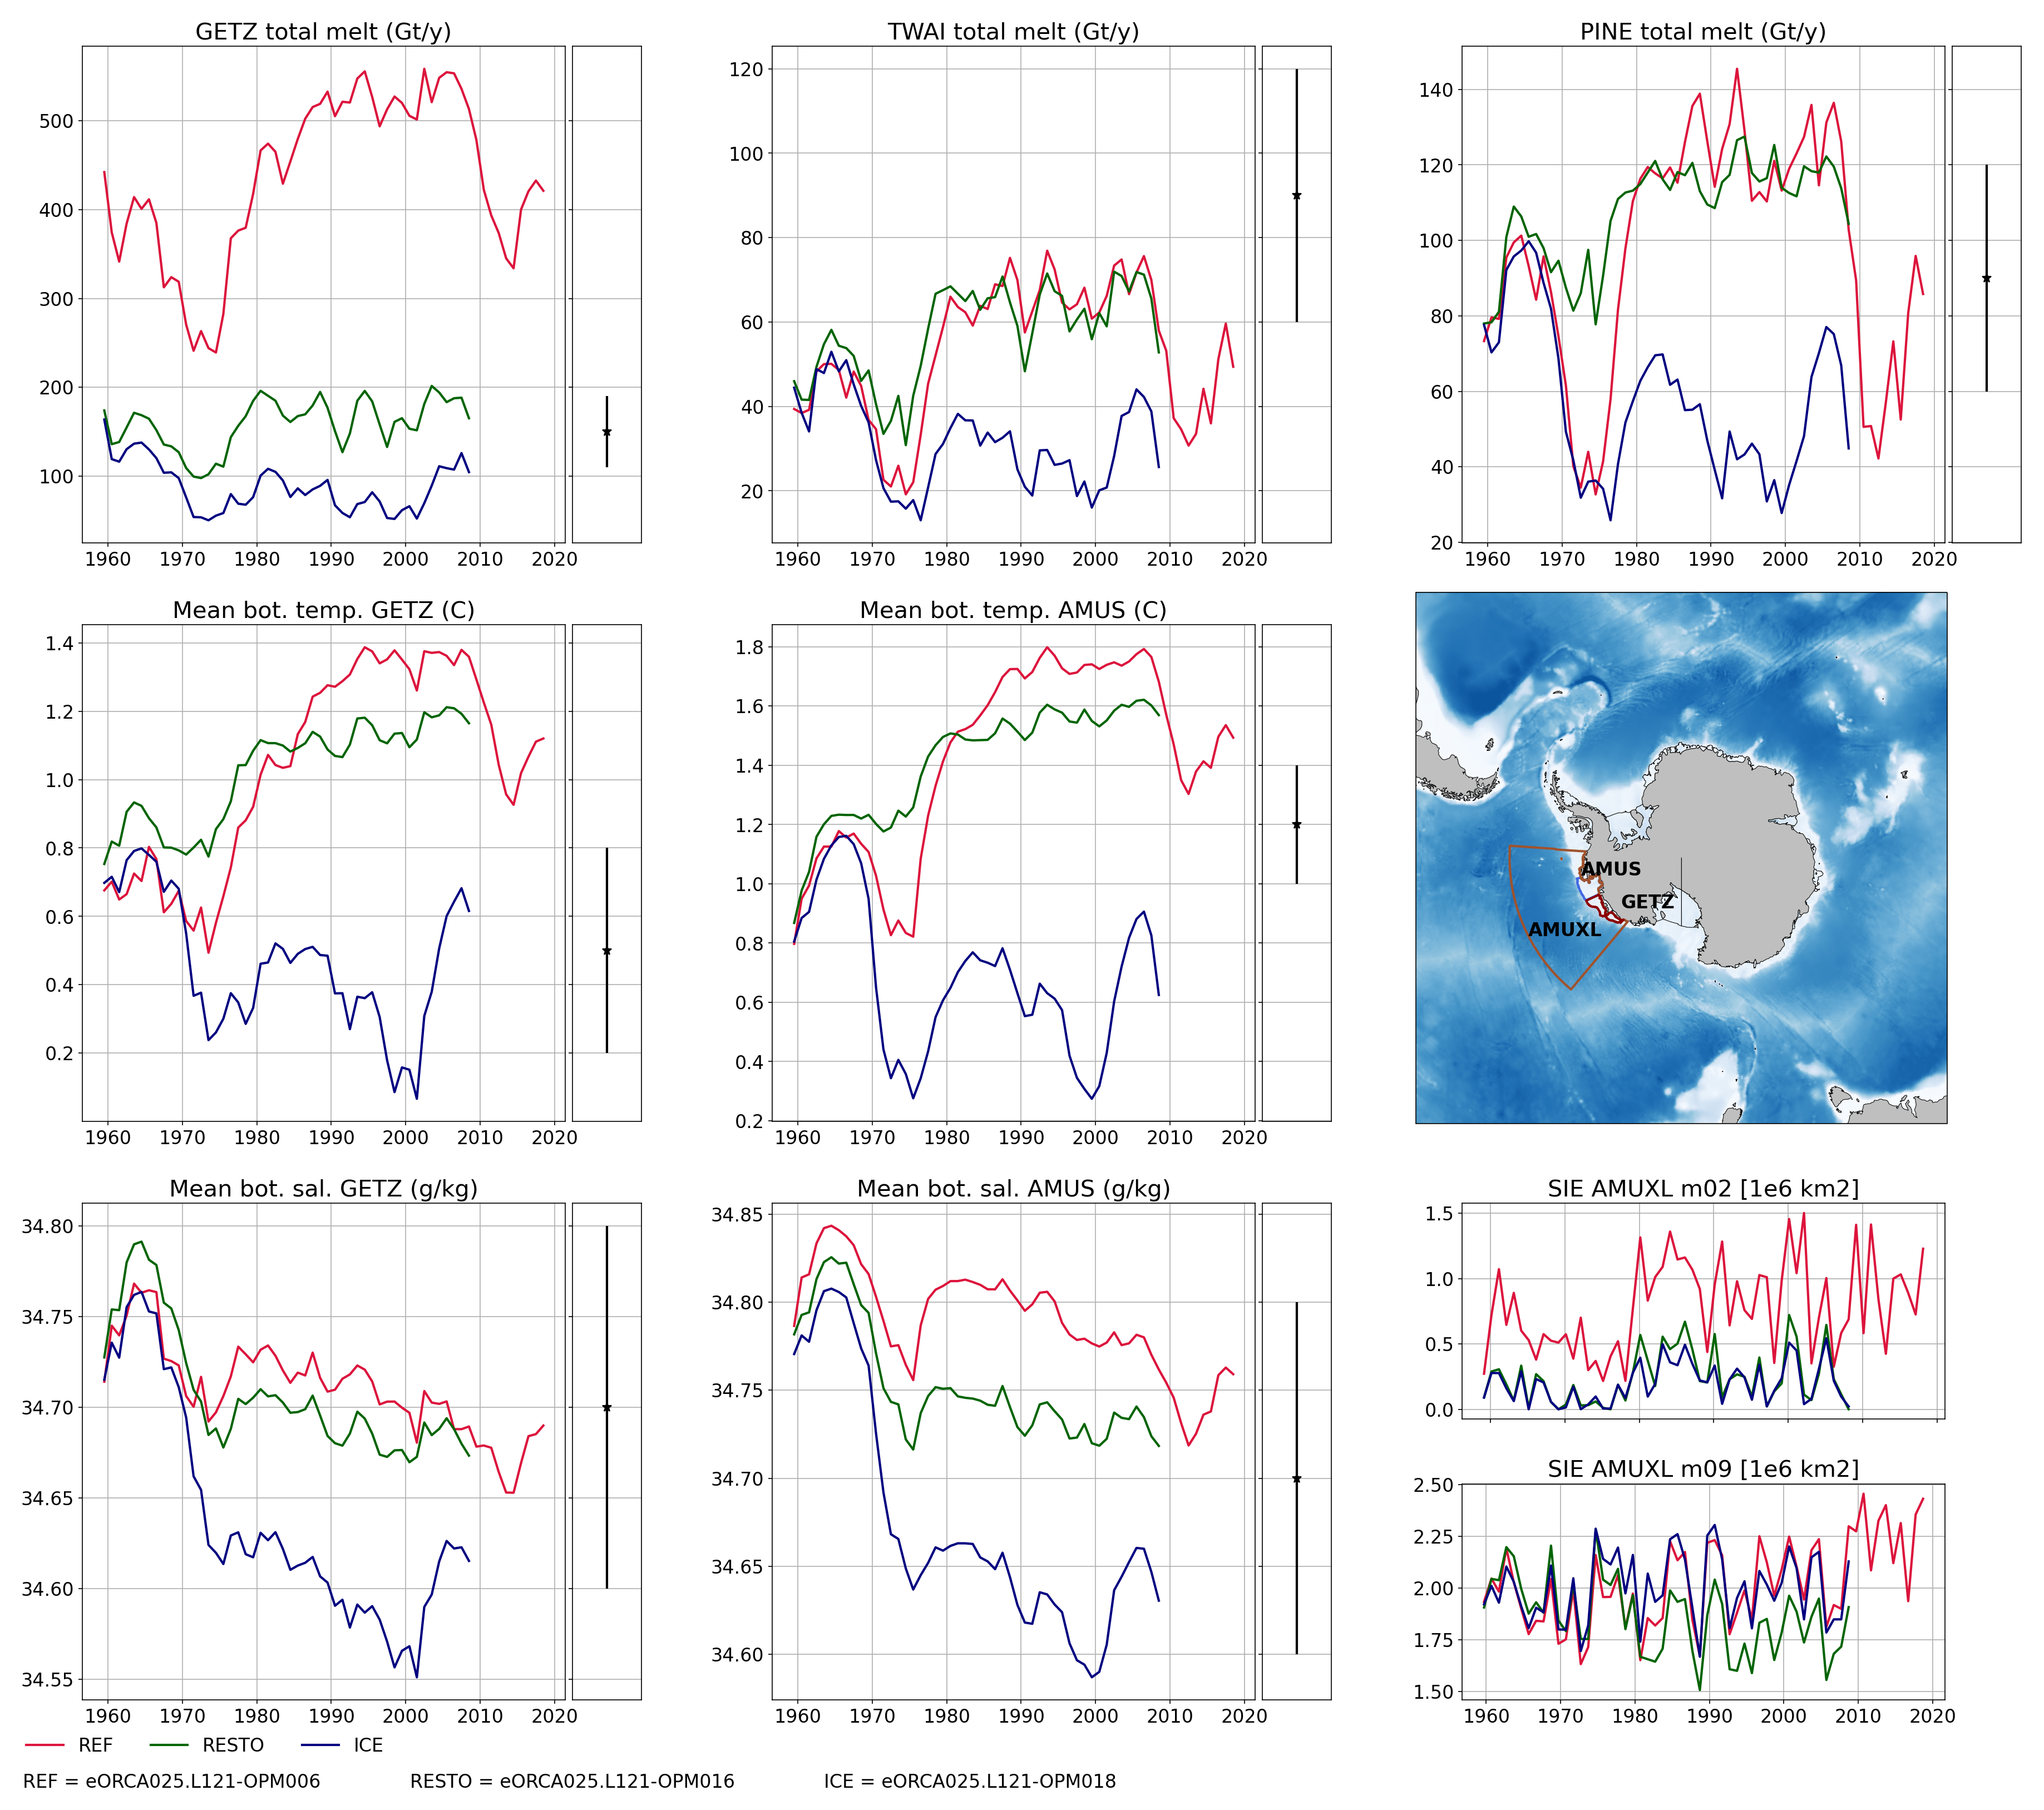 GETZ total melt (Gt/y)
500
400
300
200
100
1960 1970 1980 1990 2000 2010 2020
TWAI total melt (Gt/y)
120
100
80
60
40
20
1960 1970 1980 1990 2000 2010 2020
PINE total melt (Gt/y)
140
120
100
80
60
40
20
1960 1970 1980 1990 2000 2010 2020
Mean bot. temp. GETZ (C)
1.4
1.2
1.0
0.8
0.6
0.4
0.2
1960 1970 1980 1990 2000 2010 2020
Mean bot. temp. AMUS (C)
1.8
1.6
1.4
1.2
1.0
0.8
0.6
0.4
0.2
1960 1970 1980 1990 2000 2010 2020
AMUS
GETZ
AMUXL
Mean bot. sal. GETZ (g/kg)
34.80
34.75
34.70
34.65
34.60
34.55
1960 1970 1980 1990 2000 2010 2020
Mean bot. sal. AMUS (g/kg)
34.85
34.80
34.75
34.70
34.65
34.60
1960 1970 1980 1990 2000 2010 2020
SIE AMUXL m02 [1e6 km2]
1.5
1.0
0.5
0.0
SIE AMUXL m09 [1e6 km2]
2.50
2.25
2.00
1.75
1.50
1960 1970 1980 1990 2000 2010 2020
REF RESTO ICE
REF = eORCA025.L121-OPM006 RESTO = eORCA025.L121-OPM016 ICE = eORCA025.L121-OPM018